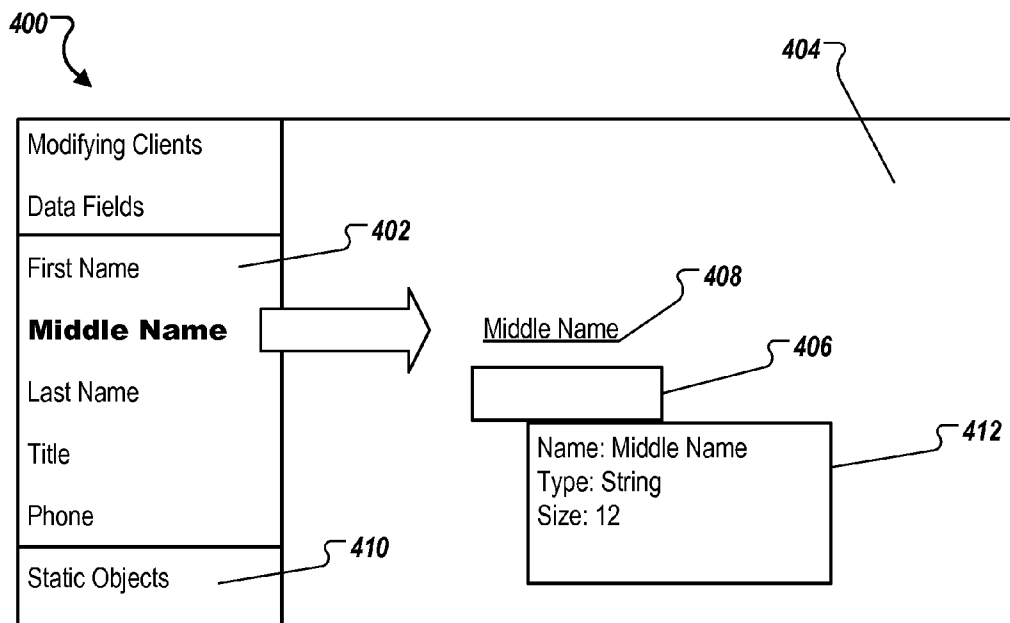 400
404
Modifying Clients
Data Fields
402
First Name
408
Middle Name
Middle Name
406
Last Name
412
Name: Middle Name
Title
Type: String
Size: 12
Phone
410
Static Objects